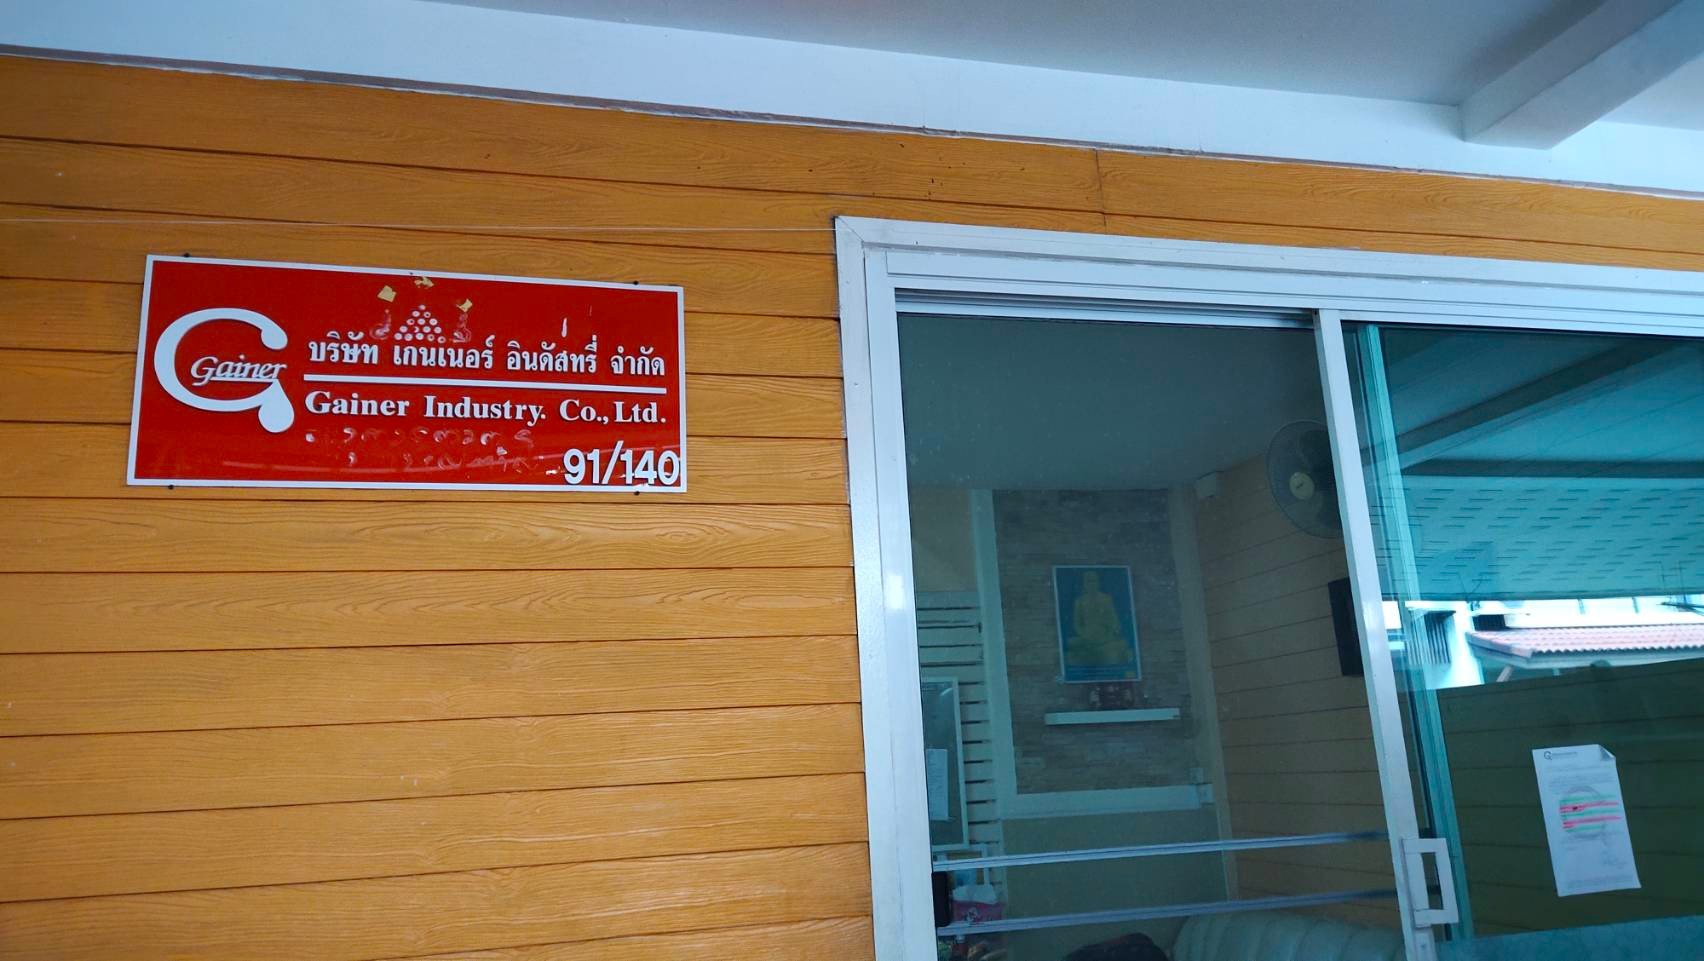 Gainer
บริษัท เกนเนอร์ อินดัสทรี่ จำกัด
Gainer Industry. Co., Ltd.
91/140